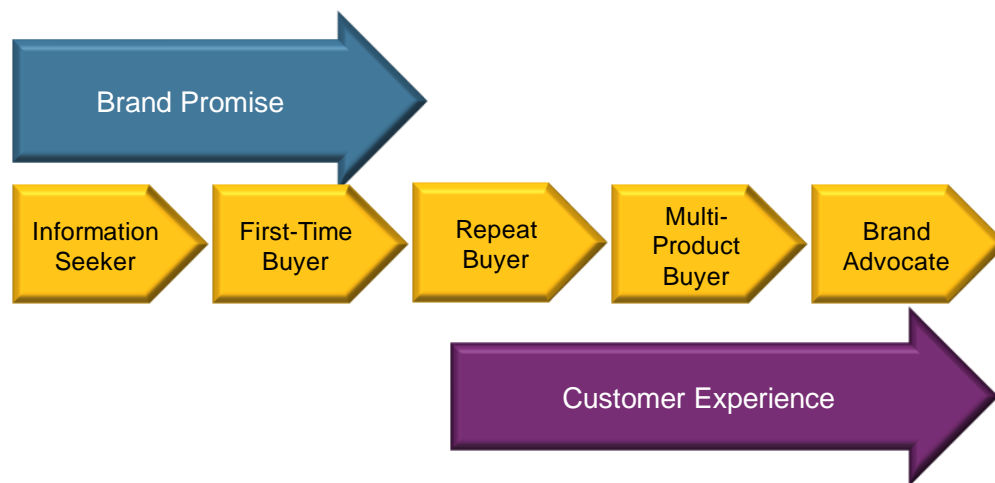 Brand Promise
Information
Seeker
First-Time
Buyer
Repeat
Buyer
Multi-
Product
Buyer
Brand
Advocate
Customer Experience